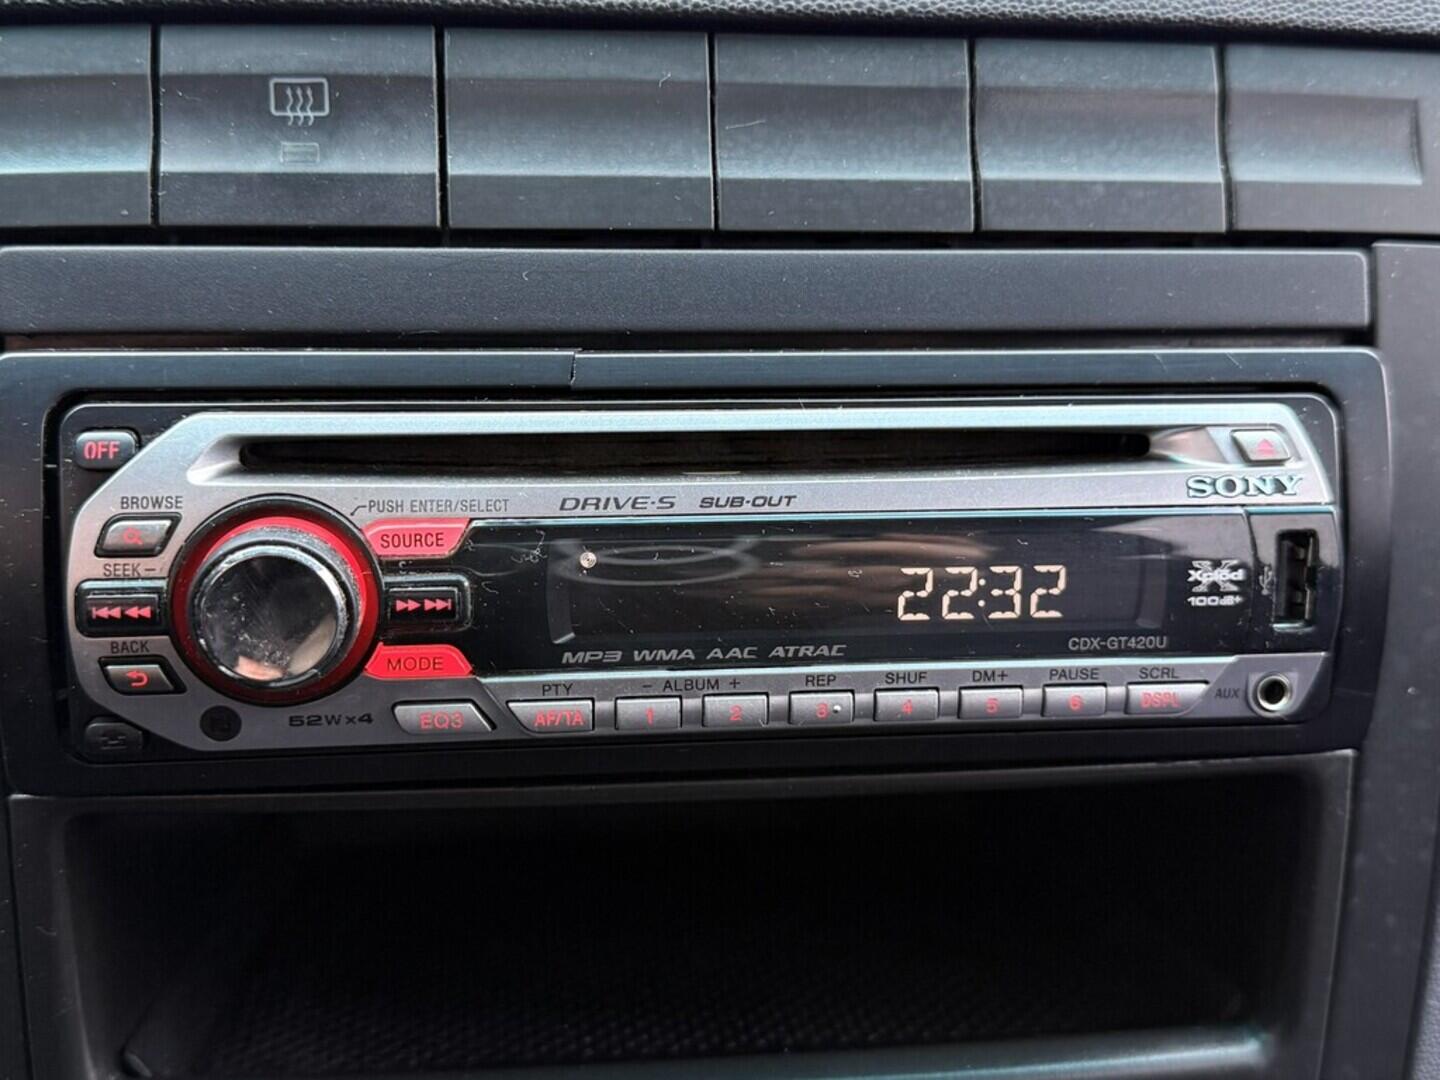 OFF
BROWSE
PUSH ENTER/SELECT
DRIVE·S SUB-OUT
SONY
SOURCE
SEEK –
22:32
Xplod
100dB+
BACK
MODE
MP3 WMA AAC ATRAC
CDX-GT420U
PTY
– ALBUM +
REP
SHUF
DM+
PAUSE
SCRL
52W×4
EQ3
AF/TA
1
2
3
4
5
6
DSPL
AUX